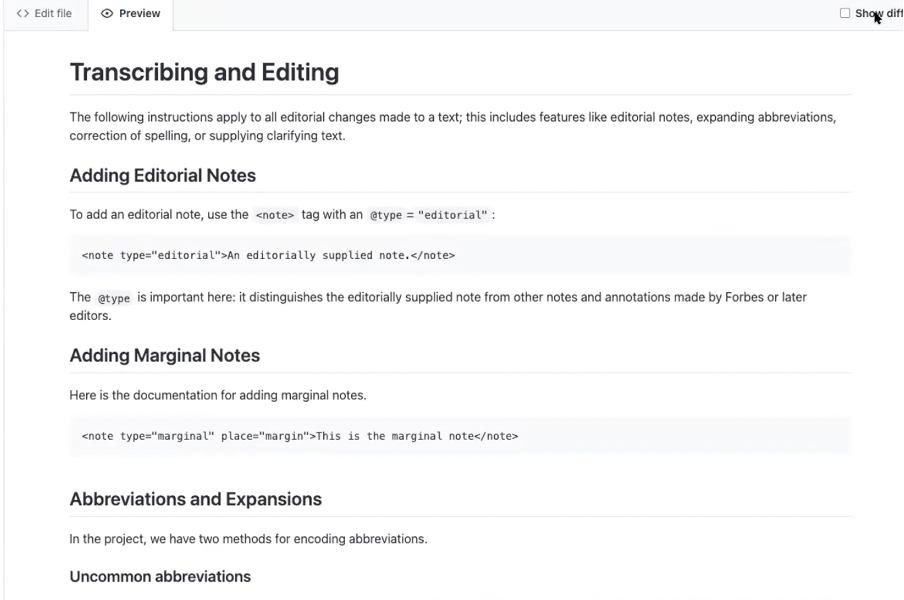 <> Edit file
Preview
Show diff
Transcribing and Editing
The following instructions apply to all editorial changes made to a text; this includes features like editorial notes, expanding abbreviations,
correction of spelling, or supplying clarifying text.
Adding Editorial Notes
To add an editorial note, use the <note> tag with an @type = "editorial" :
<note type="editorial">An editorially supplied note.</note>
The @type is important here: it distinguishes the editorially supplied note from other notes and annotations made by Forbes or later
editors.
Adding Marginal Notes
Here is the documentation for adding marginal notes.
<note type="marginal" place="margin">This is the marginal note</note>
Abbreviations and Expansions
In the project, we have two methods for encoding abbreviations.
Uncommon abbreviations